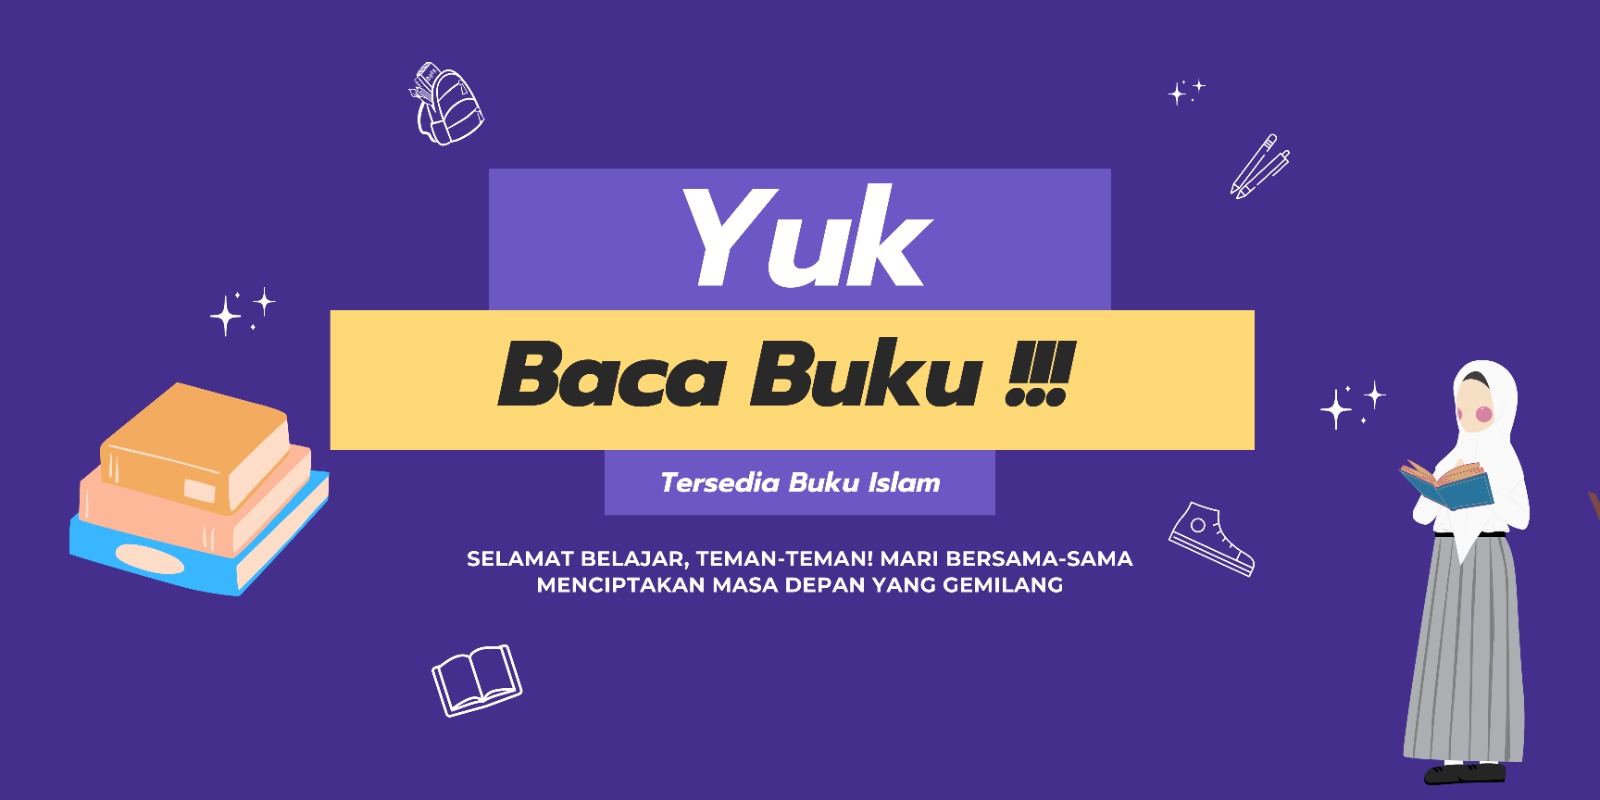 Yuk
Baca Buku !!!
Tersedia Buku Islam
SELAMAT BELAJAR, TEMAN-TEMAN! MARI BERSAMA-SAMA
MENCIPTAKAN MASA DEPAN YANG GEMILANG